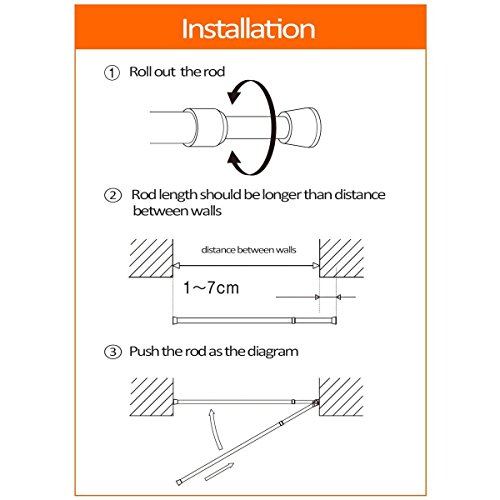 Installation
① Roll out the rod
② Rod length should be longer than distance
between walls
distance between walls
1～7cm
③ Push the rod as the diagram